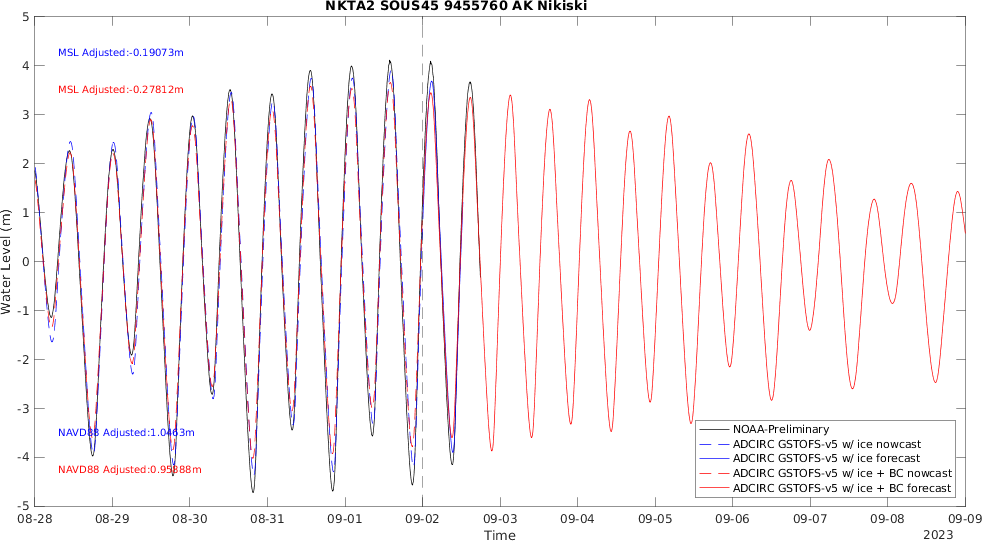 NKTA2 SOUS45 9455760 AK Nikiski
5
4
3
2
1
0
-1
-2
-3
-4
-5
Water Level (m)
MSL Adjusted:-0.19073m
MSL Adjusted:-0.27812m
NAVD88 Adjusted:1.0463m
NAVD88 Adjusted:0.95888m
NOAA-Preliminary
ADCIRC GSTOFS-v5 w/ ice nowcast
ADCIRC GSTOFS-v5 w/ ice forecast
ADCIRC GSTOFS-v5 w/ ice + BC nowcast
ADCIRC GSTOFS-v5 w/ ice + BC forecast
08-28 08-29 08-30 08-31 09-01 09-02 09-03 09-04 09-05 09-06 09-07 09-08 09-09
Time
2023